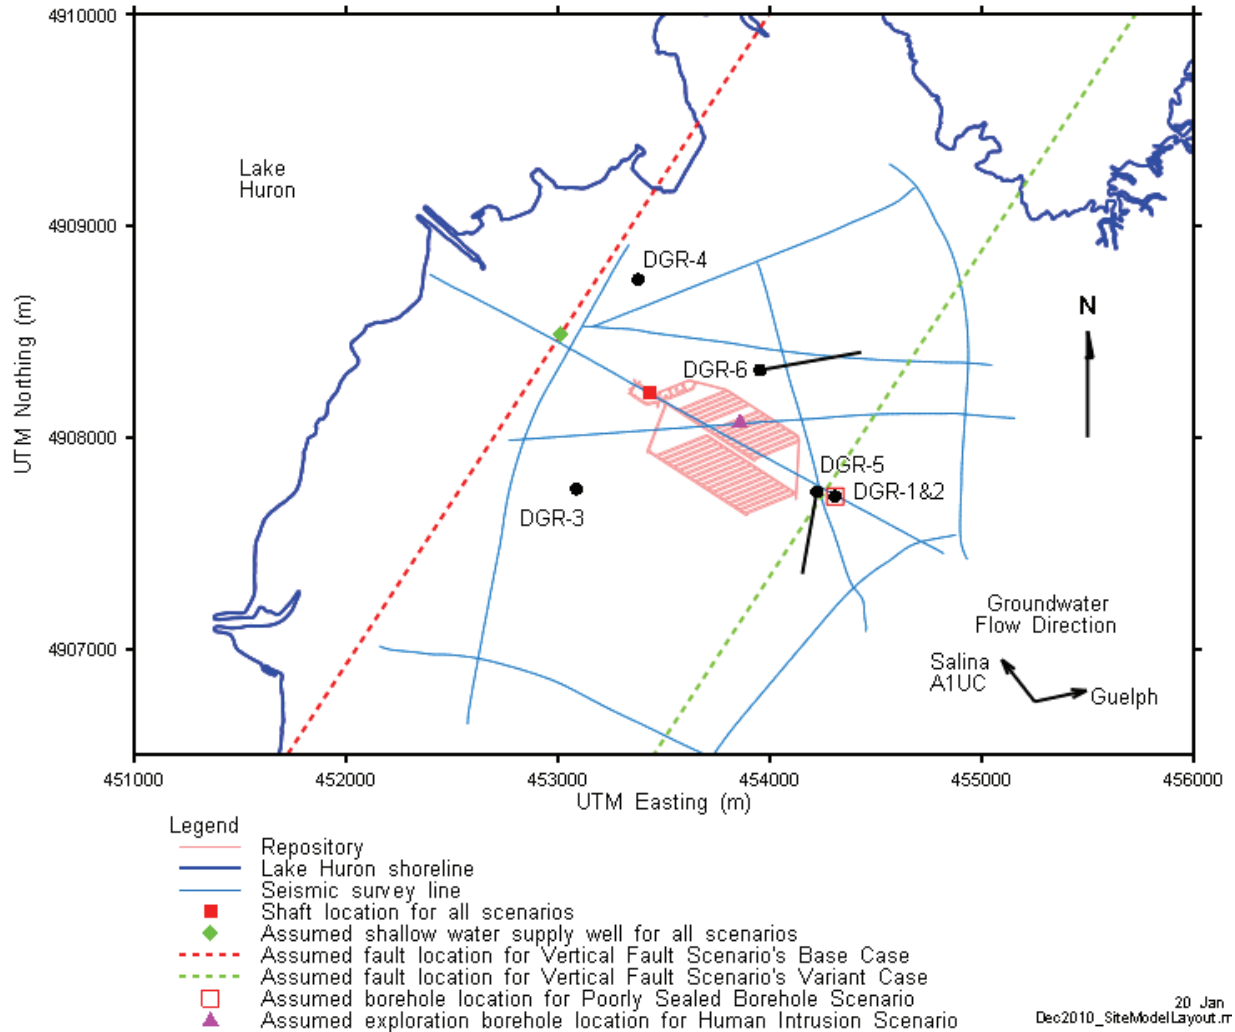 4910000
4909000
4908000
4907000
UTM Northing (m)
Lake
Huron
DGR-4
DGR-6
DGR-5
DGR-1&2
DGR-3
N
Groundwater
Flow Direction
Salina
A1UC
Guelph
451000
452000
453000
454000
455000
456000
UTM Easting (m)
Legend
Repository
Lake Huron shoreline
Seismic survey line
Shaft location for all scenarios
Assumed shallow water supply well for all scenarios
Assumed fault location for Vertical Fault Scenario's Base Case
Assumed fault location for Vertical Fault Scenario's Variant Case
Assumed borehole location for Poorly Sealed Borehole Scenario
Assumed exploration borehole location for Human Intrusion Scenario
20 Jan
Dec2010_SiteModelLayout.m